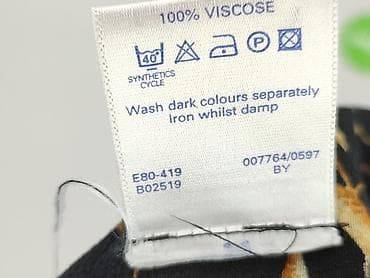 100% VISCOSE
40°
P
SYNTHETICS
CYCLE
Wash dark colours separately
Iron whilst damp
E80-419
B02519
007764/0597
BY